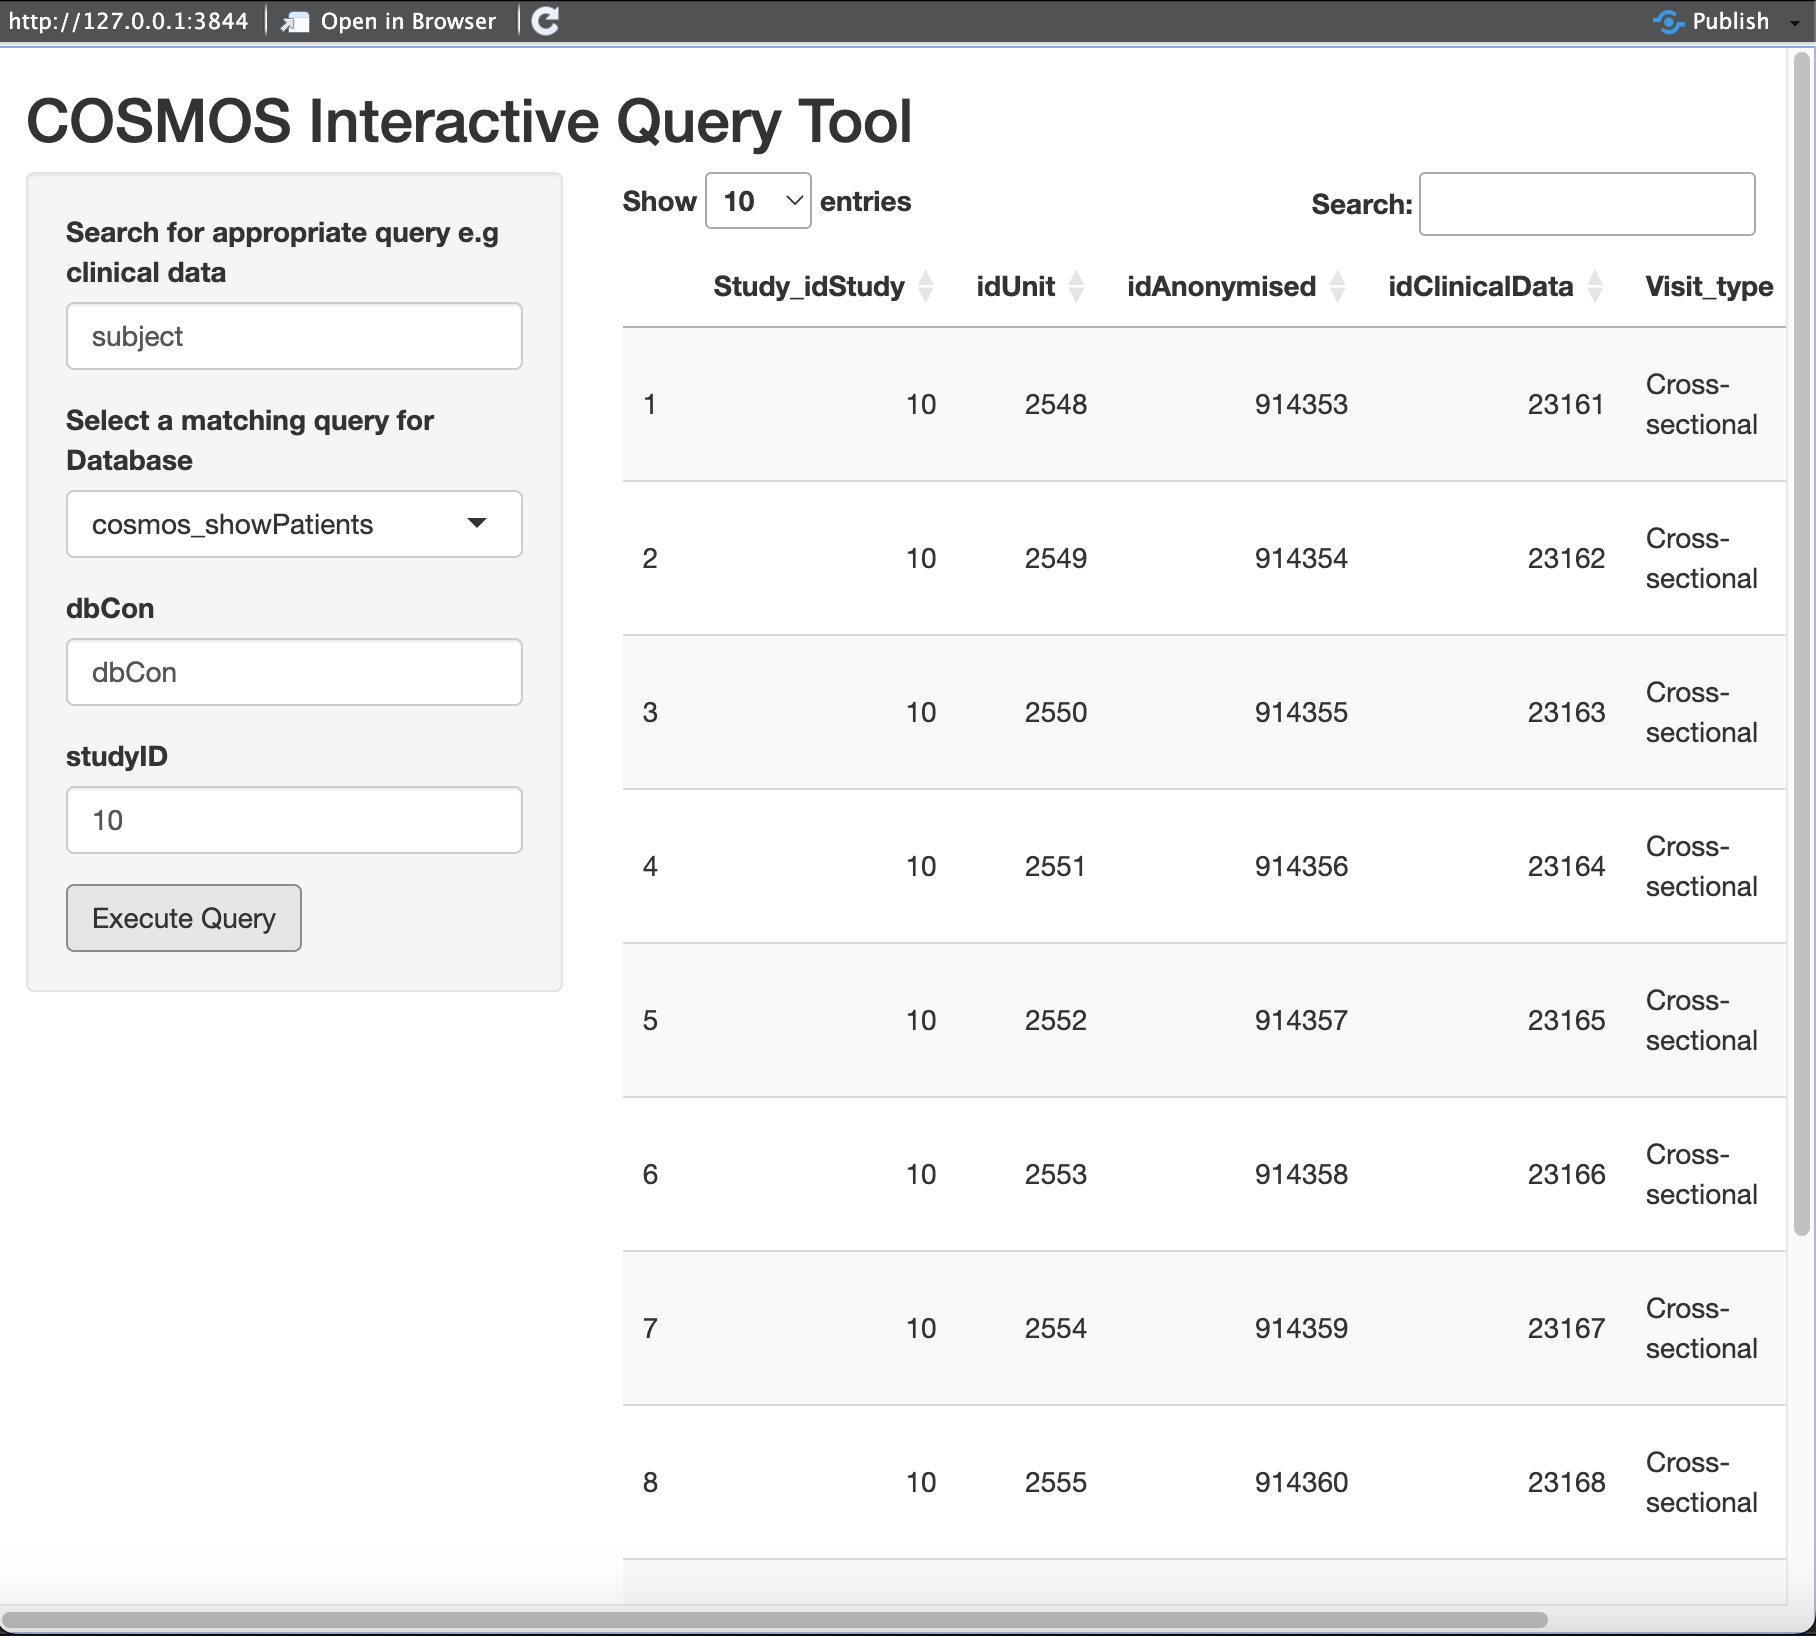 http://127.0.0.1:3844 Open in Browser Publish
COSMOS Interactive Query Tool
Search for appropriate query e.g
clinical data
subject
Select a matching query for
Database
cosmos_showPatients
dbCon
dbCon
studyID
10
Execute Query
Show 10 entries
Search:
Study_idStudy idUnit idAnonymised idClinicalData Visit_type
1 10 2548 914353 23161 Cross-
sectional
2 10 2549 914354 23162 Cross-
sectional
3 10 2550 914355 23163 Cross-
sectional
4 10 2551 914356 23164 Cross-
sectional
5 10 2552 914357 23165 Cross-
sectional
6 10 2553 914358 23166 Cross-
sectional
7 10 2554 914359 23167 Cross-
sectional
8 10 2555 914360 23168 Cross-
sectional